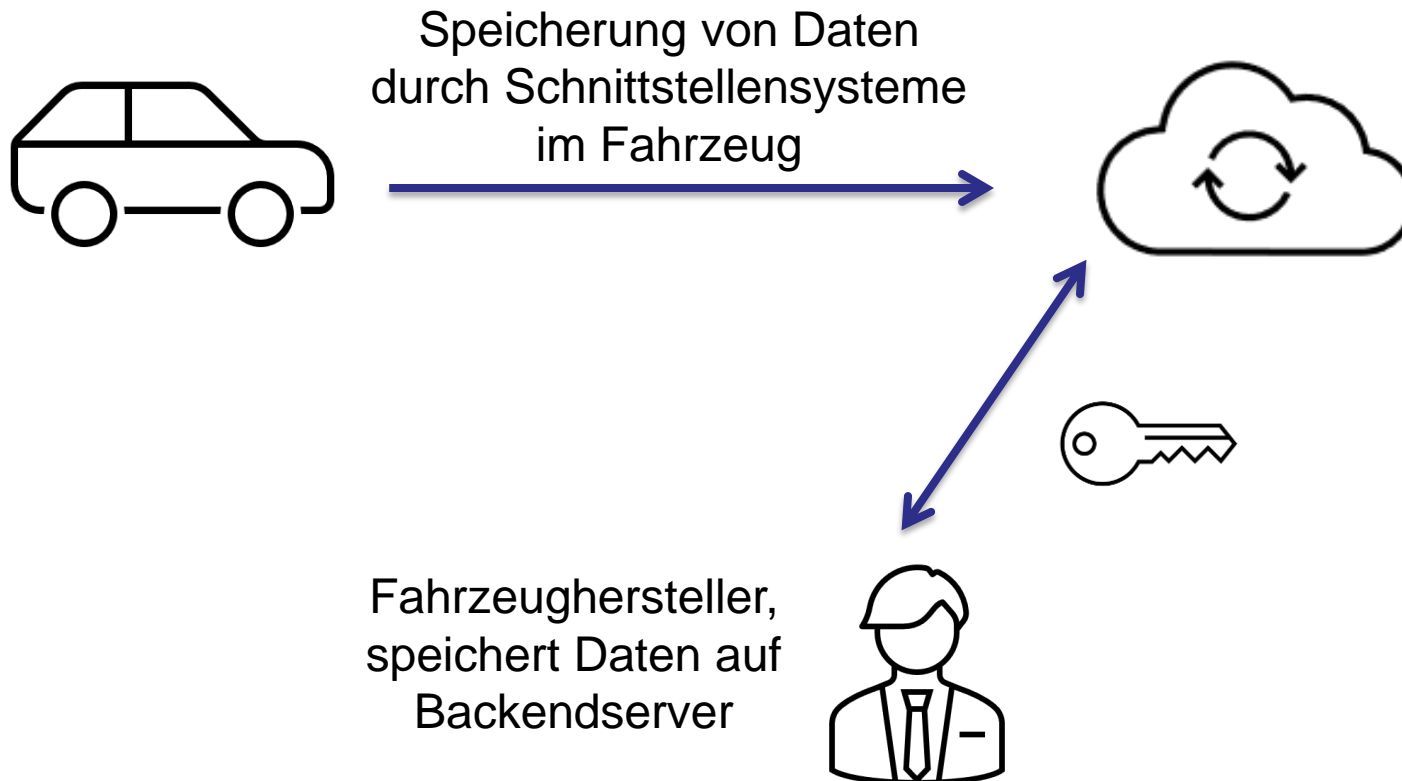 Speicherung von Daten
durch Schnittstellensysteme
im Fahrzeug
Fahrzeughersteller,
speichert Daten auf
Backendserver